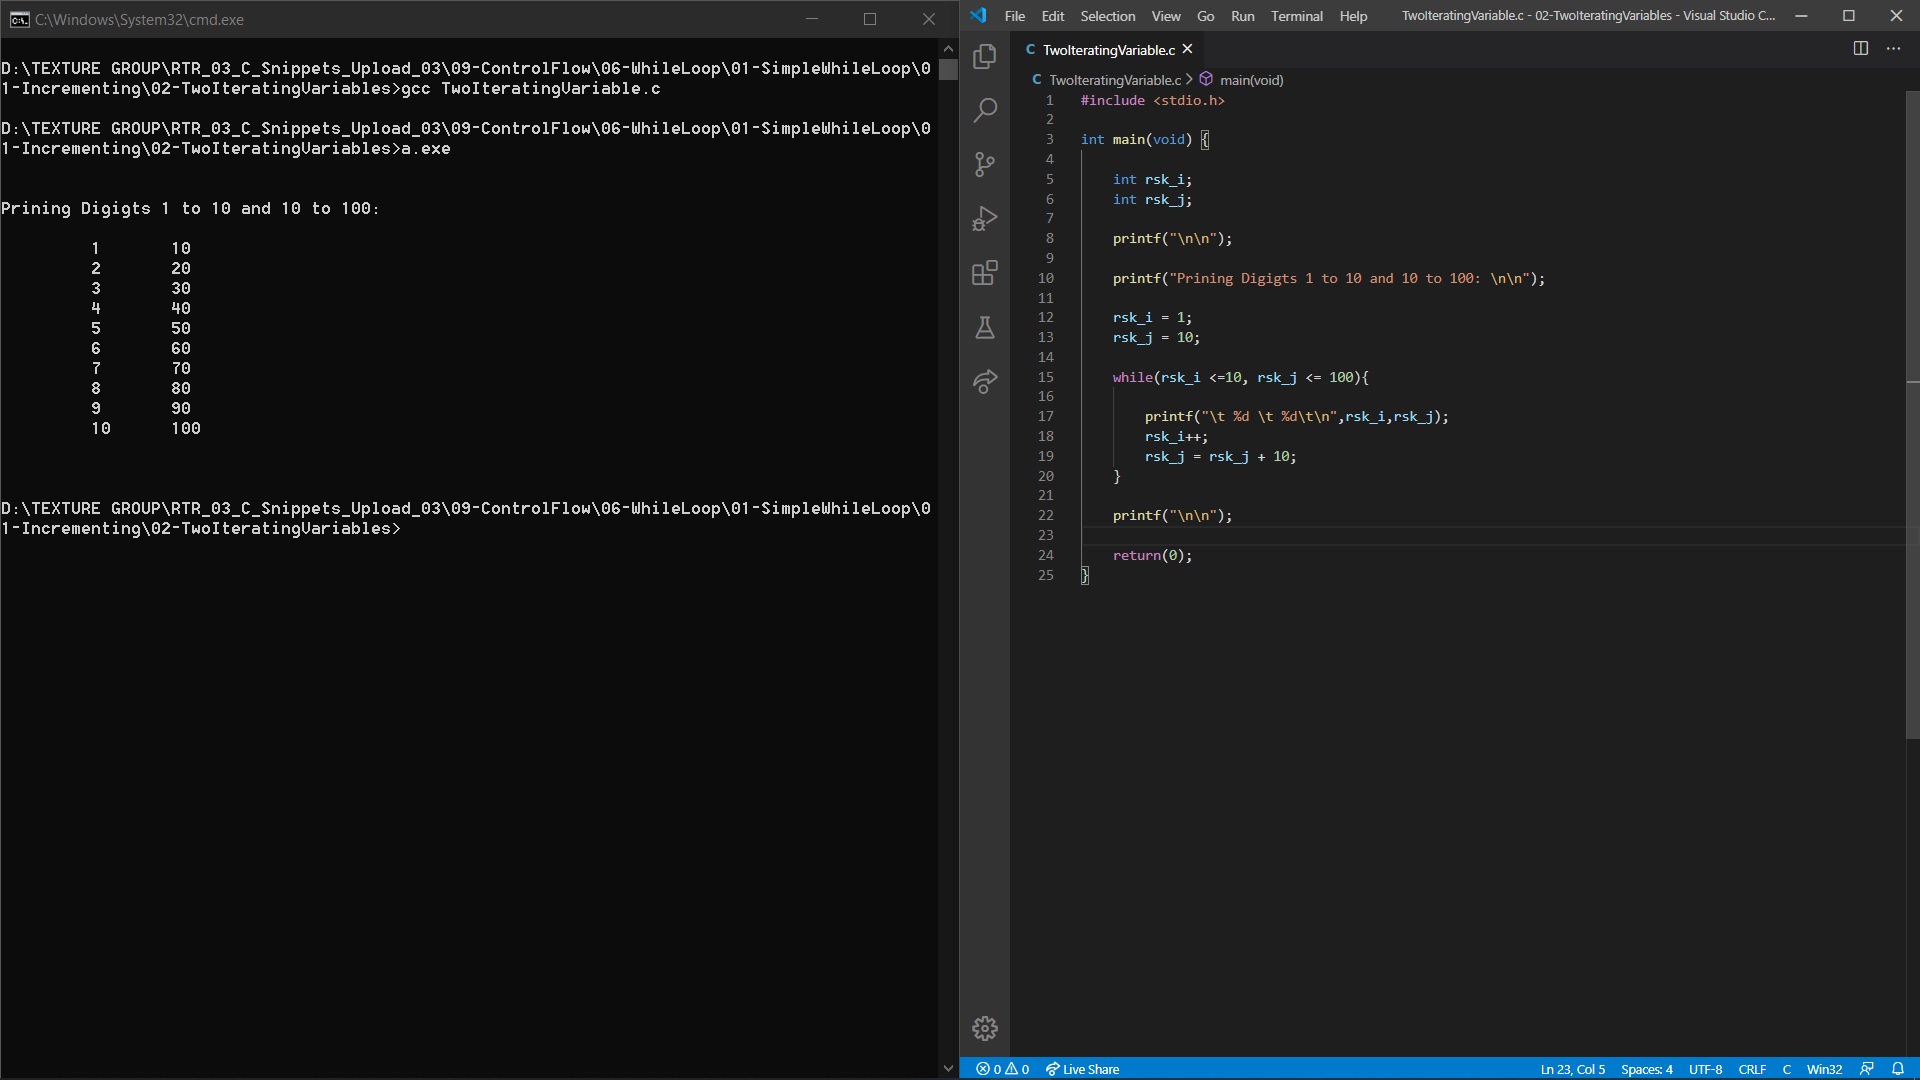 C:\Windows\System32\cmd.exe
D:\TEXTURE GROUP\RTR_03_C_Snippets_Upload_03\09-ControlFlow\06-WhileLoop\01-SimpleWhileLoop\0
1-Incrementing\02-TwoIteratingVariables>gcc TwoIteratingVariable.c
D:\TEXTURE GROUP\RTR_03_C_Snippets_Upload_03\09-ControlFlow\06-WhileLoop\01-SimpleWhileLoop\0
1-Incrementing\02-TwoIteratingVariables>a.exe
Prining Digigts 1 to 10 and 10 to 100:
1 10
2 20
3 30
4 40
5 50
6 60
7 70
8 80
9 90
10 100
D:\TEXTURE GROUP\RTR_03_C_Snippets_Upload_03\09-ControlFlow\06-WhileLoop\01-SimpleWhileLoop\0
1-Incrementing\02-TwoIteratingVariables>
File Edit Selection View Go Run Terminal Help TwoIteratingVariable.c - 02-TwoIteratingVariables - Visual Studio C...
C TwoIteratingVariable.c
C TwoIteratingVariable.c > main(void)
1 #include <stdio.h>
2
3 int main(void) {
4
5 int rsk_i;
6 int rsk_j;
7
8 printf("\n\n");
9
10 printf("Prining Digigts 1 to 10 and 10 to 100: \n\n");
11
12 rsk_i = 1;
13 rsk_j = 10;
14
15 while(rsk_i <=10, rsk_j <= 100){
16
17 printf("\t %d \t %d\t\n",rsk_i,rsk_j);
18 rsk_i++;
19 rsk_j = rsk_j + 10;
20 }
21
22 printf("\n\n");
23
24 return(0);
25 }
0 0 Live Share Ln 23, Col 5 Spaces: 4 UTF-8 CRLF C Win32